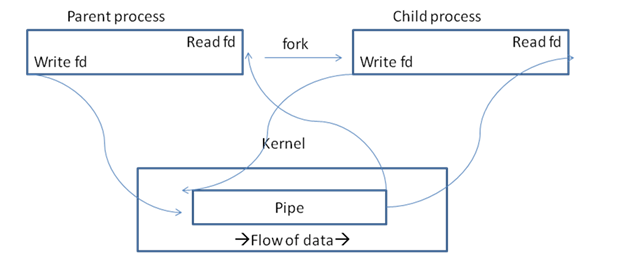 Parent process
Child process
Read fd
fork
Read fd
Write fd
Write fd
Kernel
Pipe
→Flow of data→